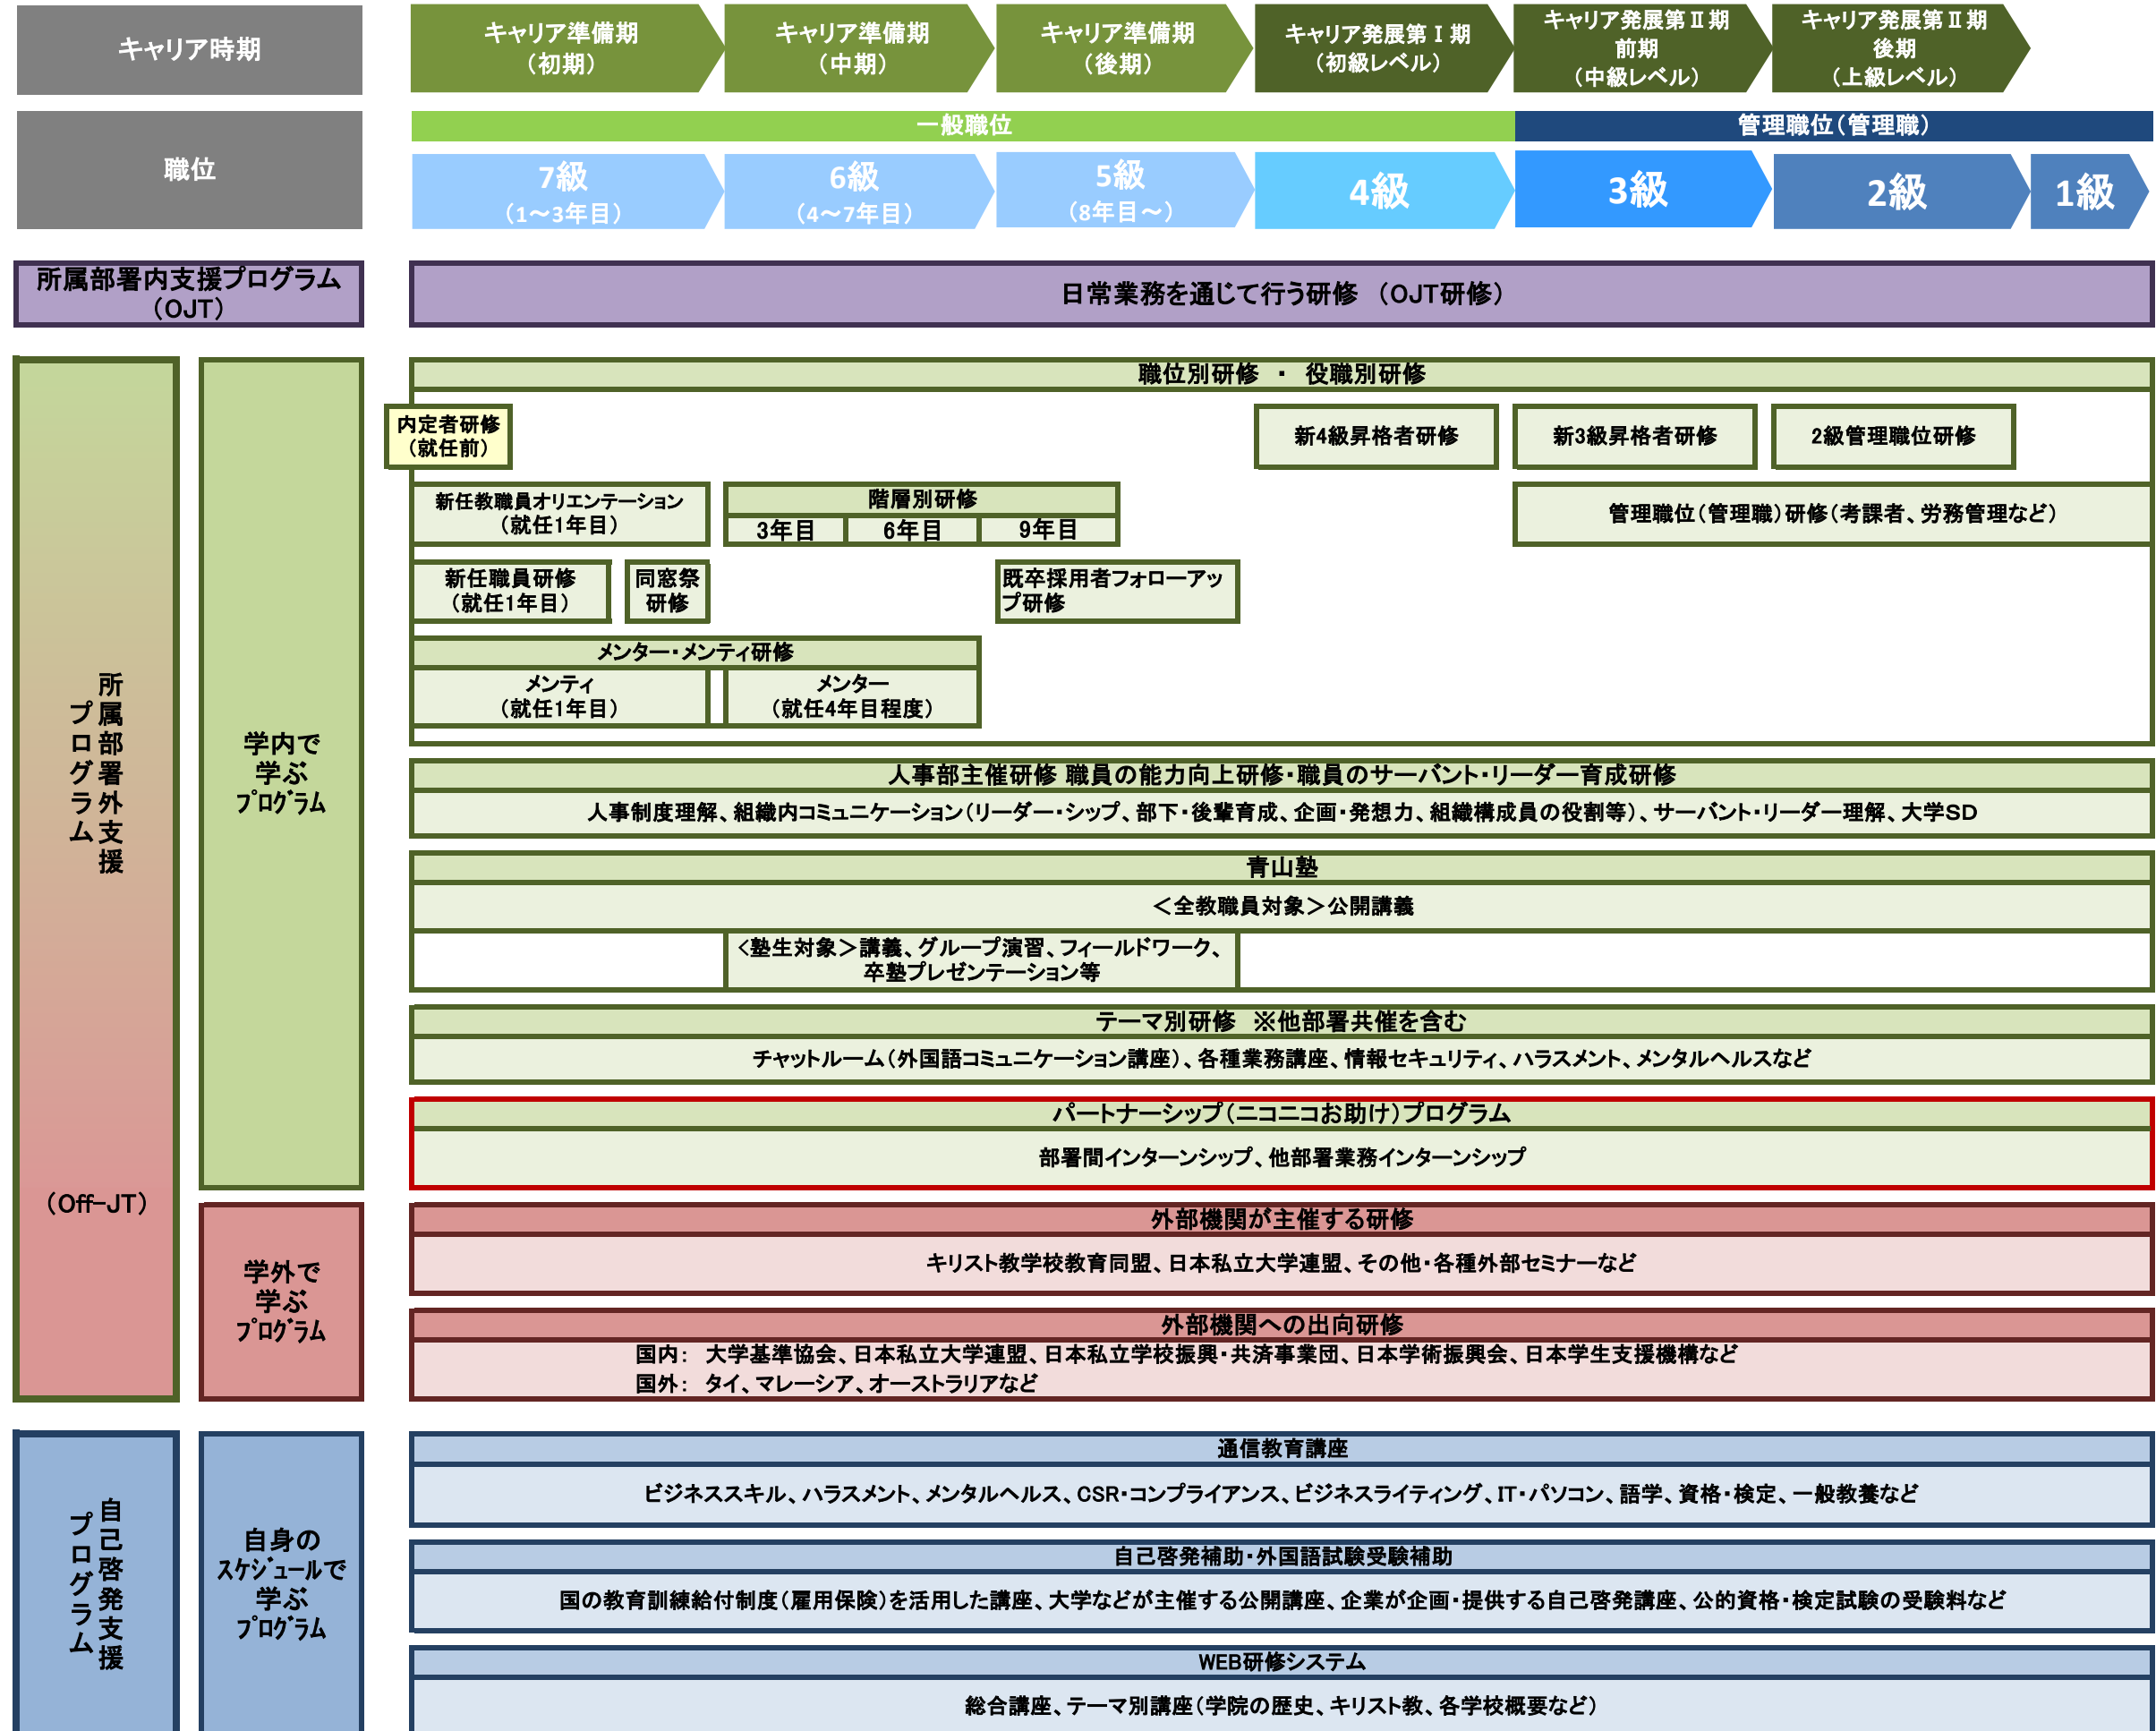 キャリア時期
キャリア準備期
（初期）
キャリア準備期
（中期）
キャリア準備期
（後期）
キャリア発展第Ⅰ期
（初級レベル）
キャリア発展第Ⅱ期
前期
（中級レベル）
キャリア発展第Ⅱ期
後期
（上級レベル）
職位
一般職位
管理職位（管理職）
7級
（1～3年目）
6級
（4～7年目）
5級
（8年目～）
4級
3級
2級
1級
所属部署内支援プログラム
（OJT）
日常業務を通じて行う研修　（OJT研修）
所属部署外支援
プログラム
（Off-JT）
学内で
学ぶ
ﾌﾟﾛｸﾞﾗﾑ
職位別研修　・　役職別研修
内定者研修
（就任前）
新4級昇格者研修
新3級昇格者研修
2級管理職位研修
新任教職員オリエンテーション
（就任1年目）
階層別研修
3年目
6年目
9年目
管理職位（管理職）研修（考課者、労務管理など）
新任職員研修
（就任1年目）
同窓祭
研修
既卒採用者フォローアッ
プ研修
メンター・メンティ研修
メンティ
（就任1年目）
メンター
（就任4年目程度）
人事部主催研修 職員の能力向上研修・職員のサーバント・リーダー育成研修
人事制度理解、組織内コミュニケーション（リーダー・シップ、部下・後輩育成、企画・発想力、組織構成員の役割等）、サーバント・リーダー理解、大学ＳＤ
青山塾
＜全教職員対象＞公開講義
<塾生対象＞講義、グループ演習、フィールドワーク、
卒塾プレゼンテーション等
テーマ別研修　※他部署共催を含む
チャットルーム（外国語コミュニケーション講座）、各種業務講座、情報セキュリティ、ハラスメント、メンタルヘルスなど
パートナーシップ（ニコニコお助け）プログラム
部署間インターンシップ、他部署業務インターンシップ
学外で
学ぶ
ﾌﾟﾛｸﾞﾗﾑ
外部機関が主催する研修
キリスト教学校教育同盟、日本私立大学連盟、その他・各種外部セミナーなど
外部機関への出向研修
国内：　大学基準協会、日本私立大学連盟、日本私立学校振興・共済事業団、日本学術振興会、日本学生支援機構など
国外：　タイ、マレーシア、オーストラリアなど
自己啓発支援
プログラム
自身の
ｽｹｼﾞｭｰﾙで
学ぶ
ﾌﾟﾛｸﾞﾗﾑ
通信教育講座
ビジネススキル、ハラスメント、メンタルヘルス、CSR・コンプライアンス、ビジネスライティング、IT・パソコン、語学、資格・検定、一般教養など
自己啓発補助・外国語試験受験補助
国の教育訓練給付制度（雇用保険）を活用した講座、大学などが主催する公開講座、企業が企画・提供する自己啓発講座、公的資格・検定試験の受験料など
WEB研修システム
総合講座、テーマ別講座（学院の歴史、キリスト教、各学校概要など）